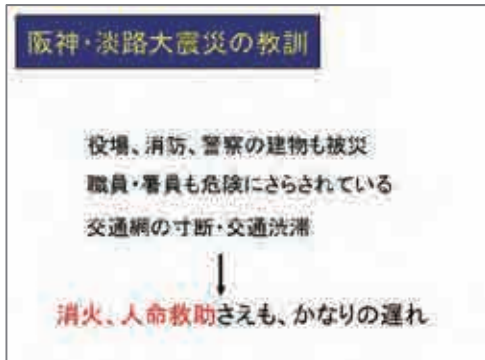 阪神・淡路大震災の教訓
役場、消防、警察の建物も被災
職員・署員も危険にさらされている
交通網の寸断・交通渋滞
消火、人命救助さえも、かなりの遅れ